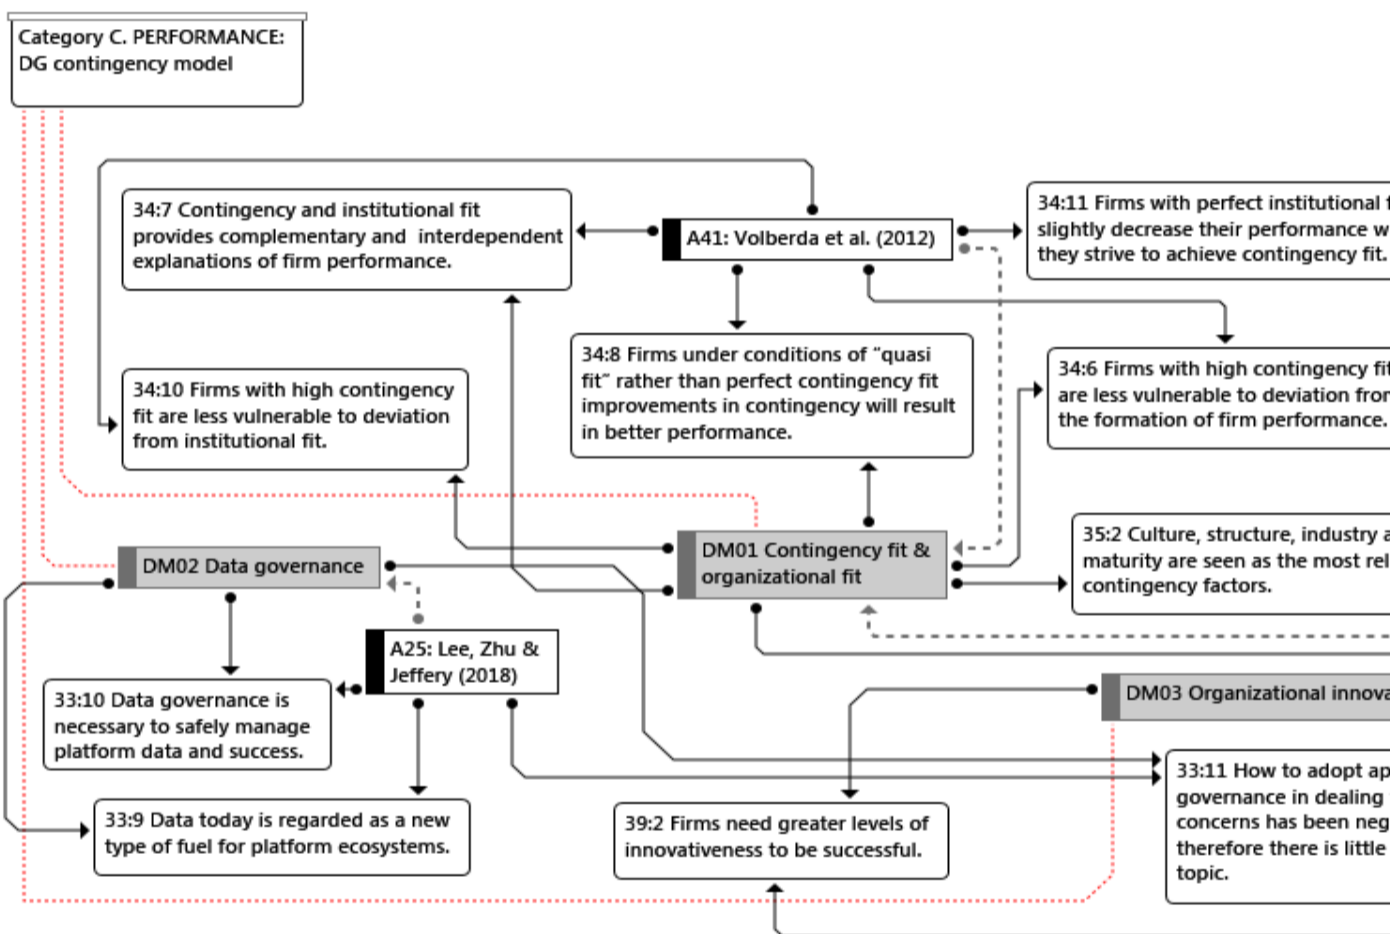 Category C. PERFORMANCE:
DG contingency model
34:7 Contingency and institutional fit
provides complementary and interdependent
explanations of firm performance.
A41: Volberda et al. (2012)
34:11 Firms with perfect institutional
slightly decrease their performance
they strive to achieve contingency fit.
34:8 Firms under conditions of “quasi
fit” rather than perfect contingency fit
improvements in contingency will result
in better performance.
34:6 Firms with high contingency fit
are less vulnerable to deviation
the formation of firm performance.
34:10 Firms with high contingency
fit are less vulnerable to deviation
from institutional fit.
DM02 Data governance
DM01 Contingency fit &
organizational fit
35:2 Culture, structure, industry
maturity are seen as the most
contingency factors.
A25: Lee, Zhu &
Jeffery (2018)
33:10 Data governance is
necessary to safely manage
platform data and success.
DM03 Organizational
33:9 Data today is regarded as a new
type of fuel for platform ecosystems.
39:2 Firms need greater levels of
innovativeness to be successful.
33:11 How to adopt
governance in dealing
concerns has been
therefore there is little
topic.